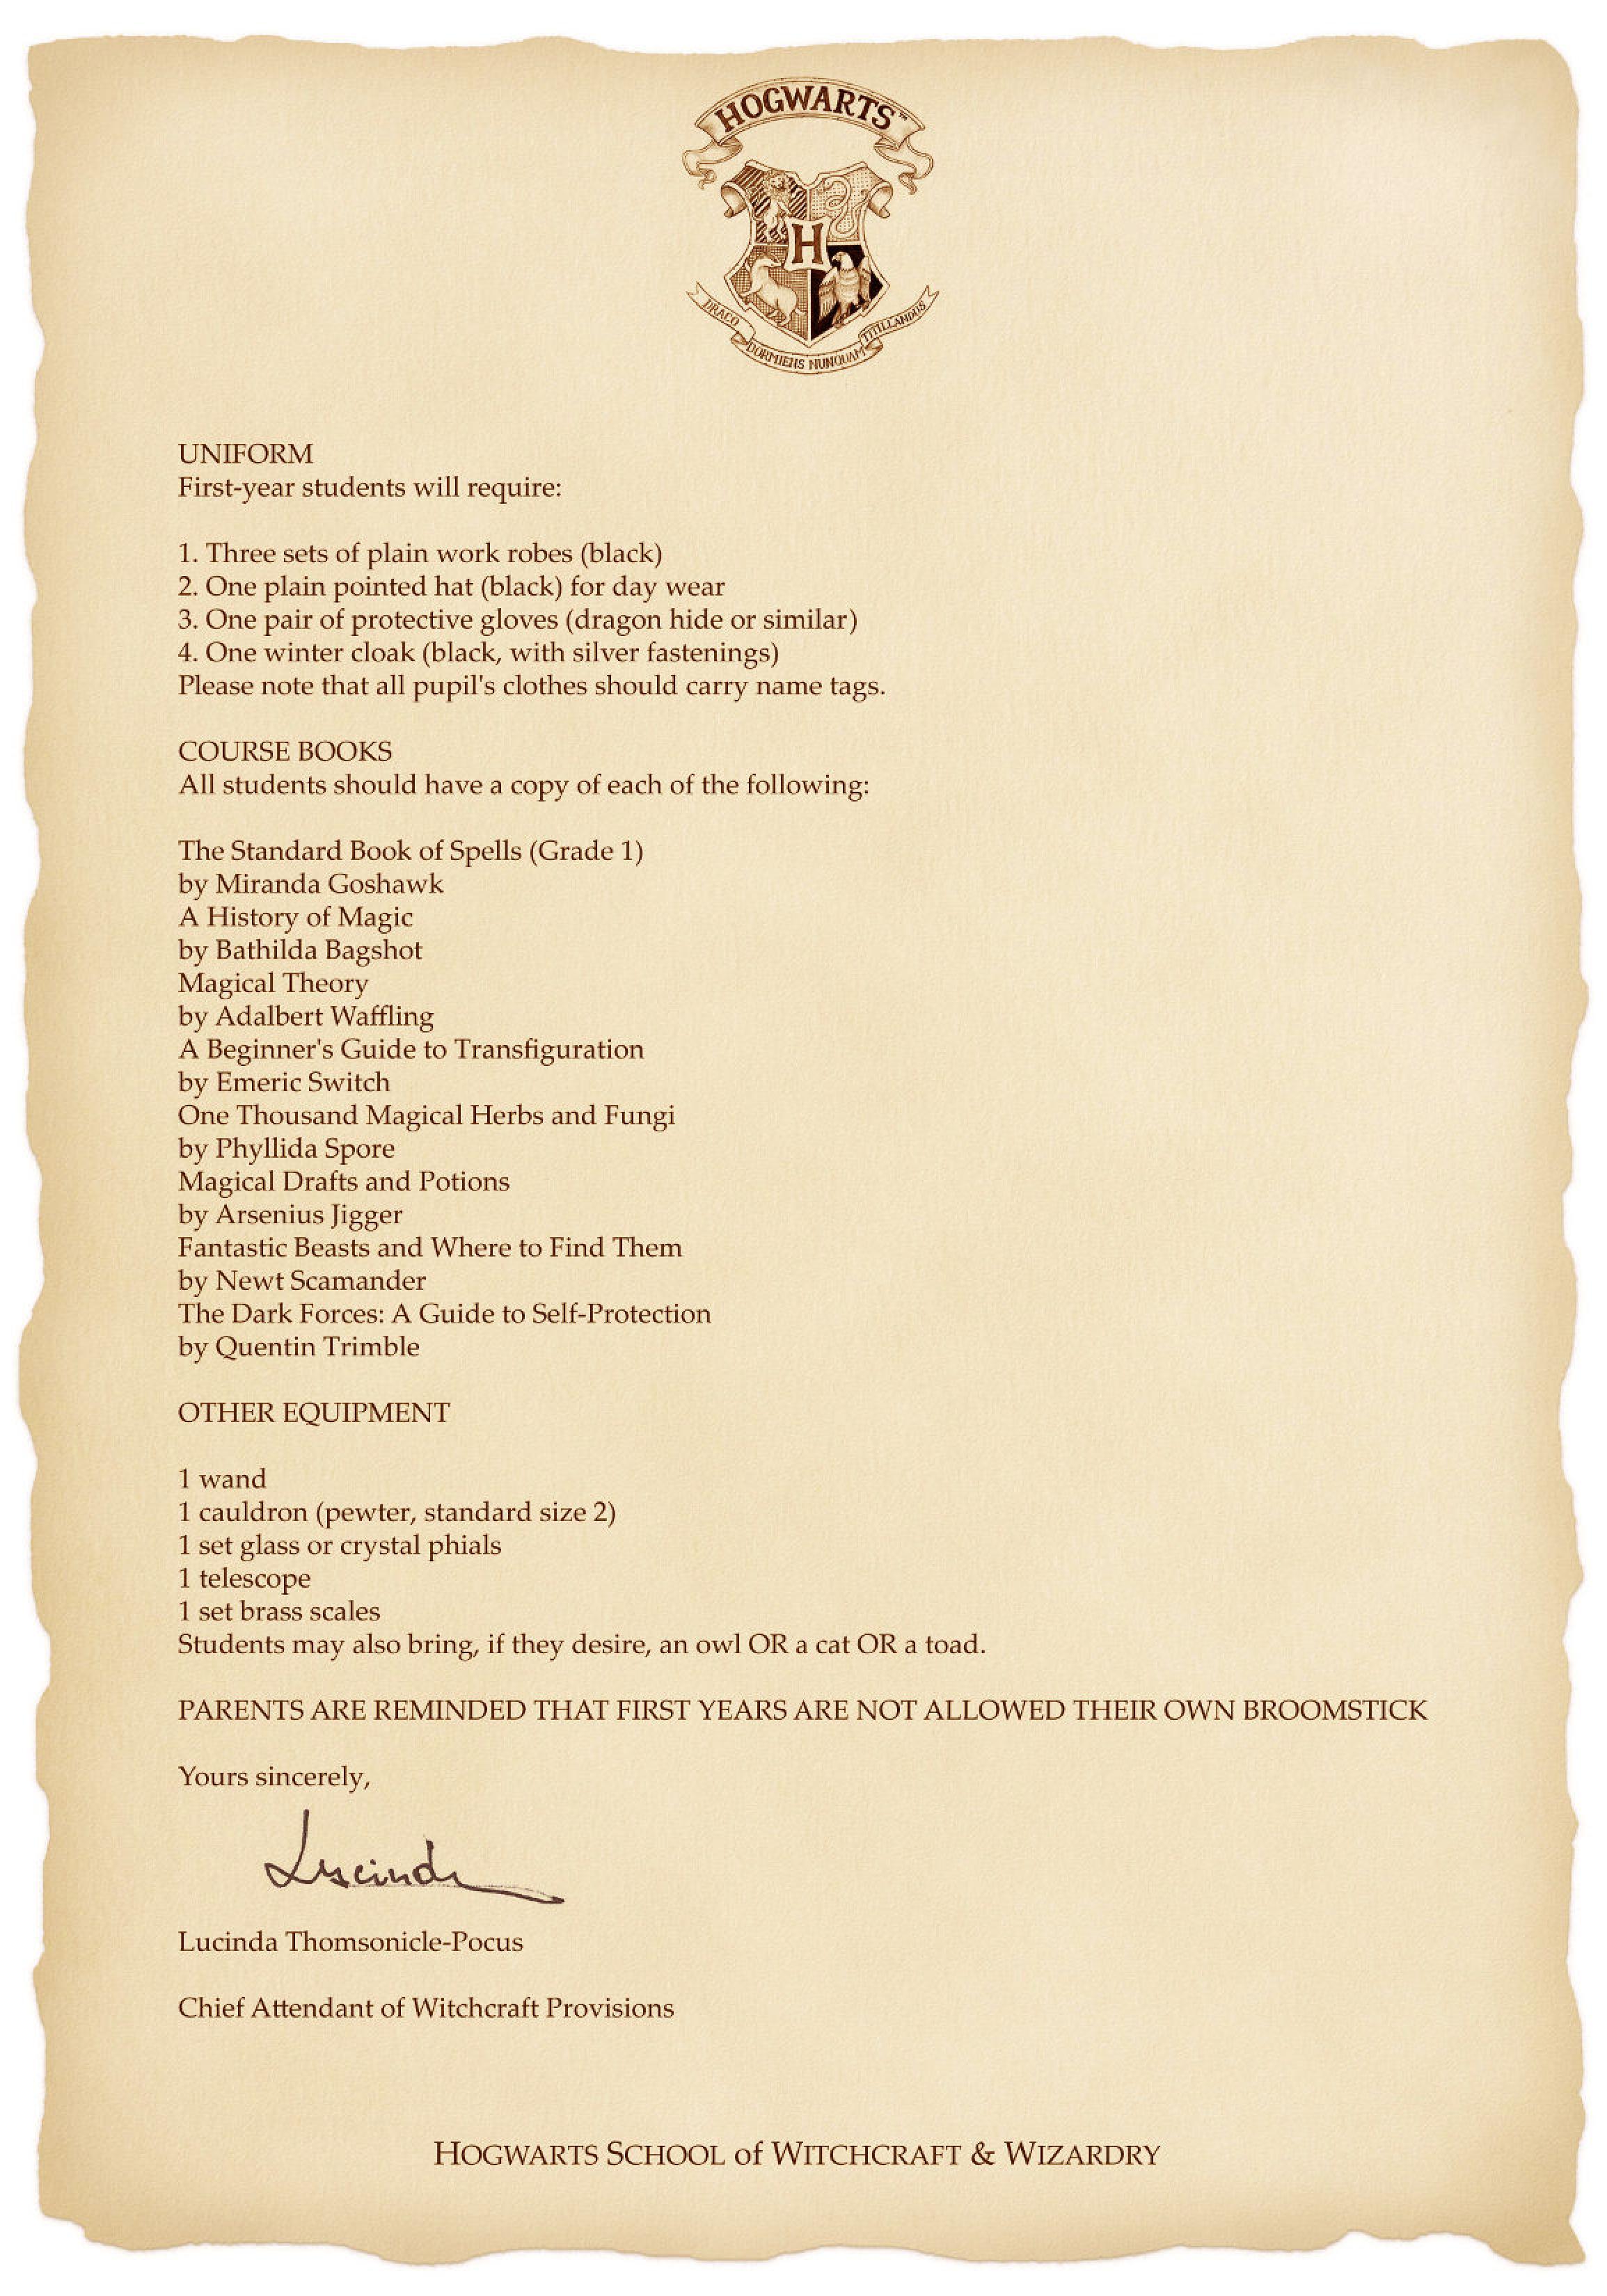 HOGWARTS™
H
DRACO DORMIENS NUNQUAM TITILLANDUS
UNIFORM
First-year students will require:
1. Three sets of plain work robes (black)
2. One plain pointed hat (black) for day wear
3. One pair of protective gloves (dragon hide or similar)
4. One winter cloak (black, with silver fastenings)
Please note that all pupil's clothes should carry name tags.
COURSE BOOKS
All students should have a copy of each of the following:
The Standard Book of Spells (Grade 1)
by Miranda Goshawk
A History of Magic
by Bathilda Bagshot
Magical Theory
by Adalbert Waffling
A Beginner's Guide to Transfiguration
by Emeric Switch
One Thousand Magical Herbs and Fungi
by Phyllida Spore
Magical Drafts and Potions
by Arsenius Jigger
Fantastic Beasts and Where to Find Them
by Newt Scamander
The Dark Forces: A Guide to Self-Protection
by Quentin Trimble
OTHER EQUIPMENT
1 wand
1 cauldron (pewter, standard size 2)
1 set glass or crystal phials
1 telescope
1 set brass scales
Students may also bring, if they desire, an owl OR a cat OR a toad.
PARENTS ARE REMINDED THAT FIRST YEARS ARE NOT ALLOWED THEIR OWN BROOMSTICK
Yours sincerely,
Lucinda
Lucinda Thomsonicle-Pocus
Chief Attendant of Witchcraft Provisions
HOGWARTS SCHOOL of WITCHCRAFT & WIZARDRY